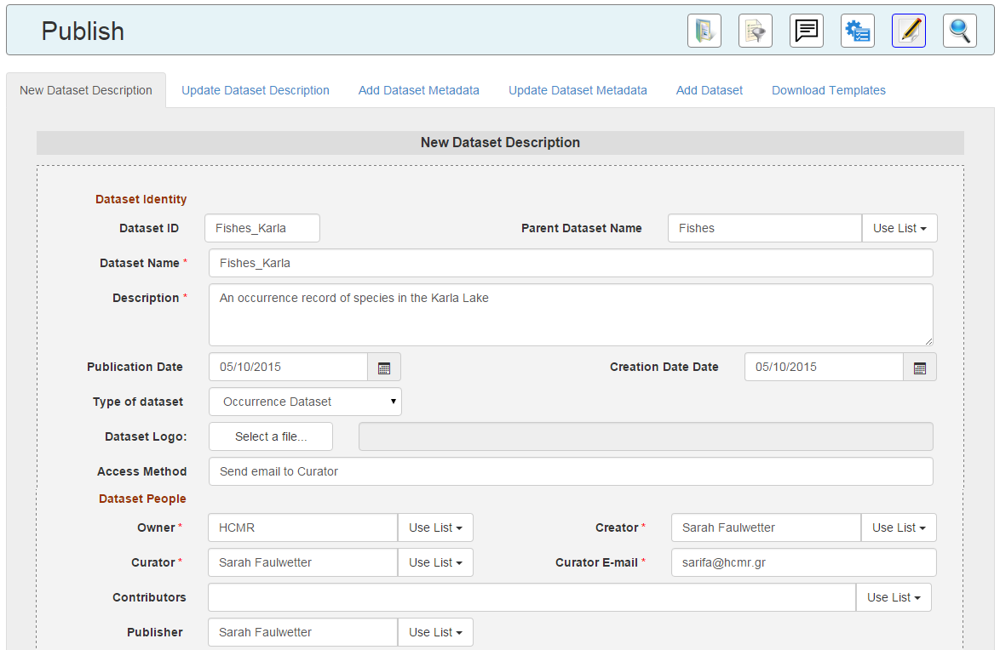 Publish
New Dataset Description Update Dataset Description Add Dataset Metadata Update Dataset Metadata Add Dataset Download Templates
New Dataset Description
Dataset Identity
Dataset ID Fishes_Karla Parent Dataset Name Fishes Use List
Dataset Name * Fishes_Karla
Description * An occurrence record of species in the Karla Lake
Publication Date 05/10/2015 Creation Date Date 05/10/2015
Type of dataset Occurrence Dataset
Dataset Logo: Select a file...
Access Method Send email to Curator
Dataset People
Owner * HCMR Use List Creator * Sarah Faulwetter Use List
Curator * Sarah Faulwetter Use List Curator E-mail * sarifa@hcmr.gr
Contributors Use List
Publisher Sarah Faulwetter Use List